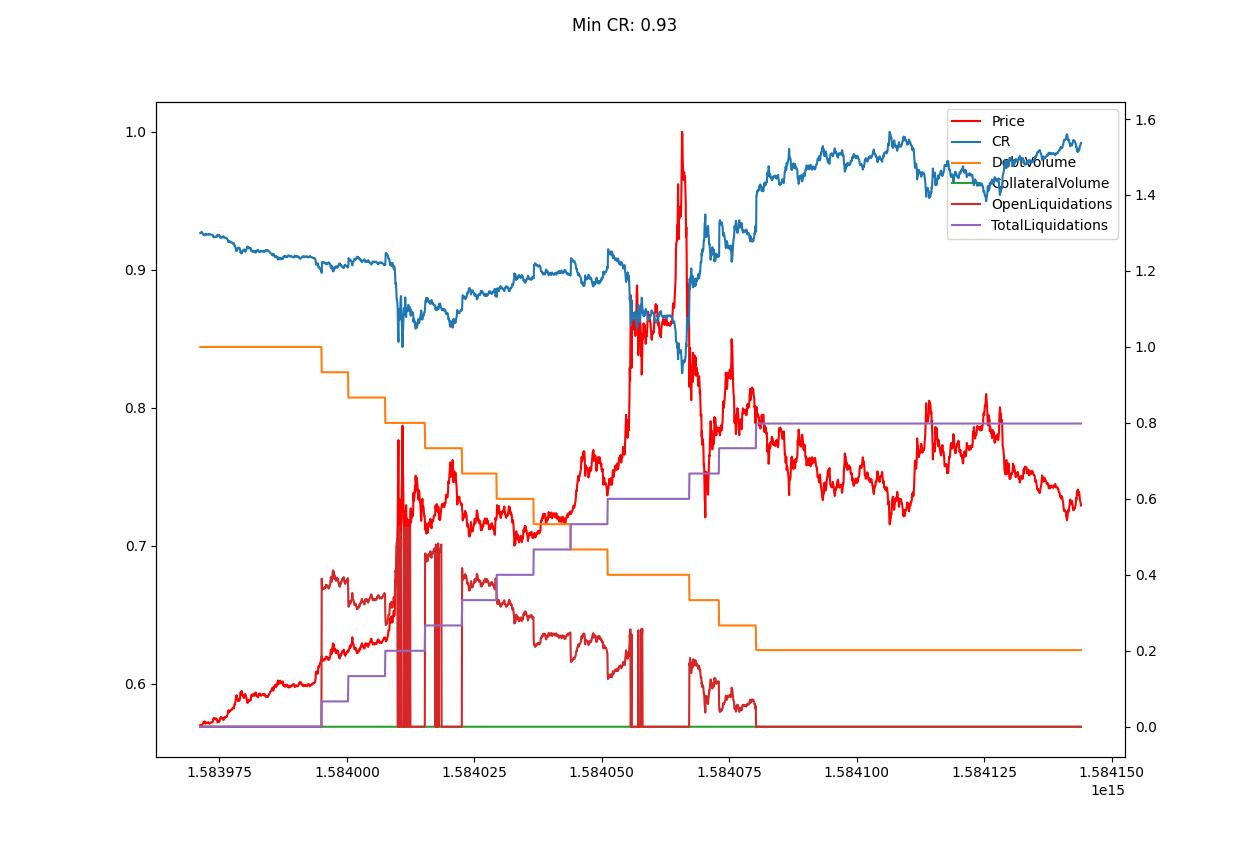 Min CR: 0.93
1.0
0.9
0.8
0.7
0.6
1.6
1.4
1.2
1.0
0.8
0.6
0.4
0.2
0.0
Price
CR
DebtVolume
CollateralVolume
OpenLiquidations
TotalLiquidations
1.583975 1.584000 1.584025 1.584050 1.584075 1.584100 1.584125 1.584150
1e15